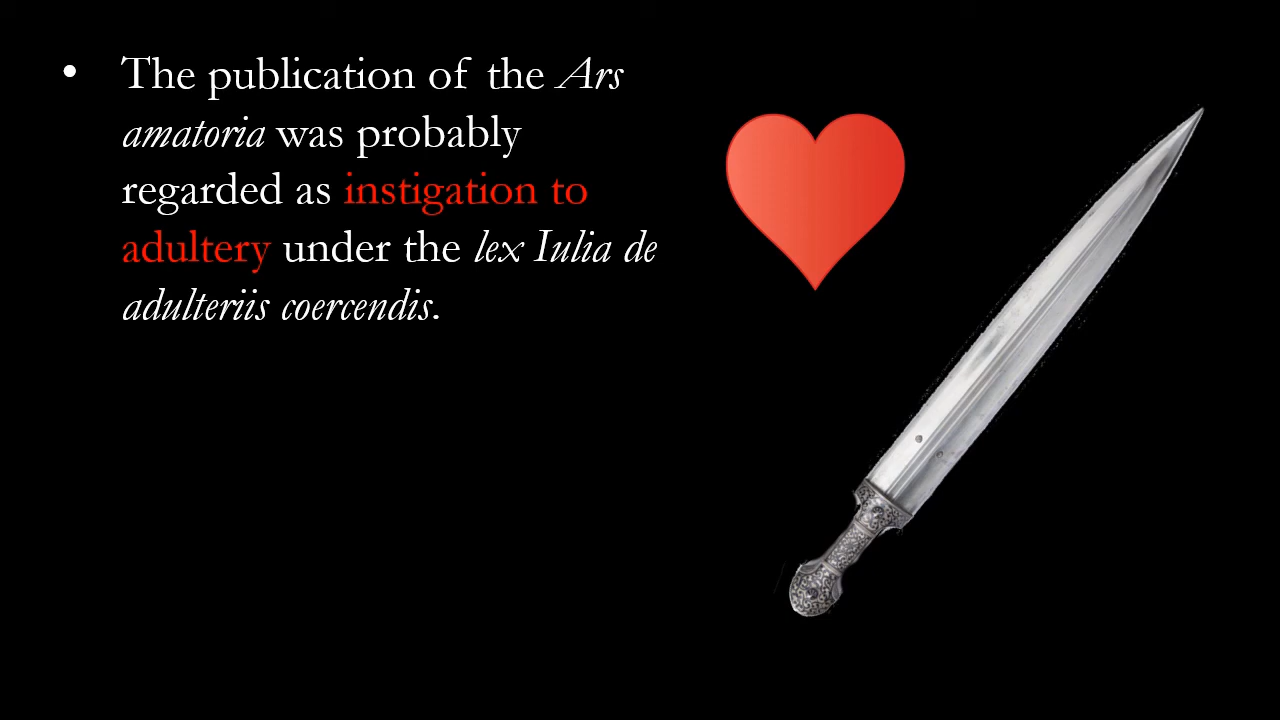 • The publication of the Ars
amatoria was probably
regarded as instigation to
adultery under the lex Iulia de
adulteriis coercendis.